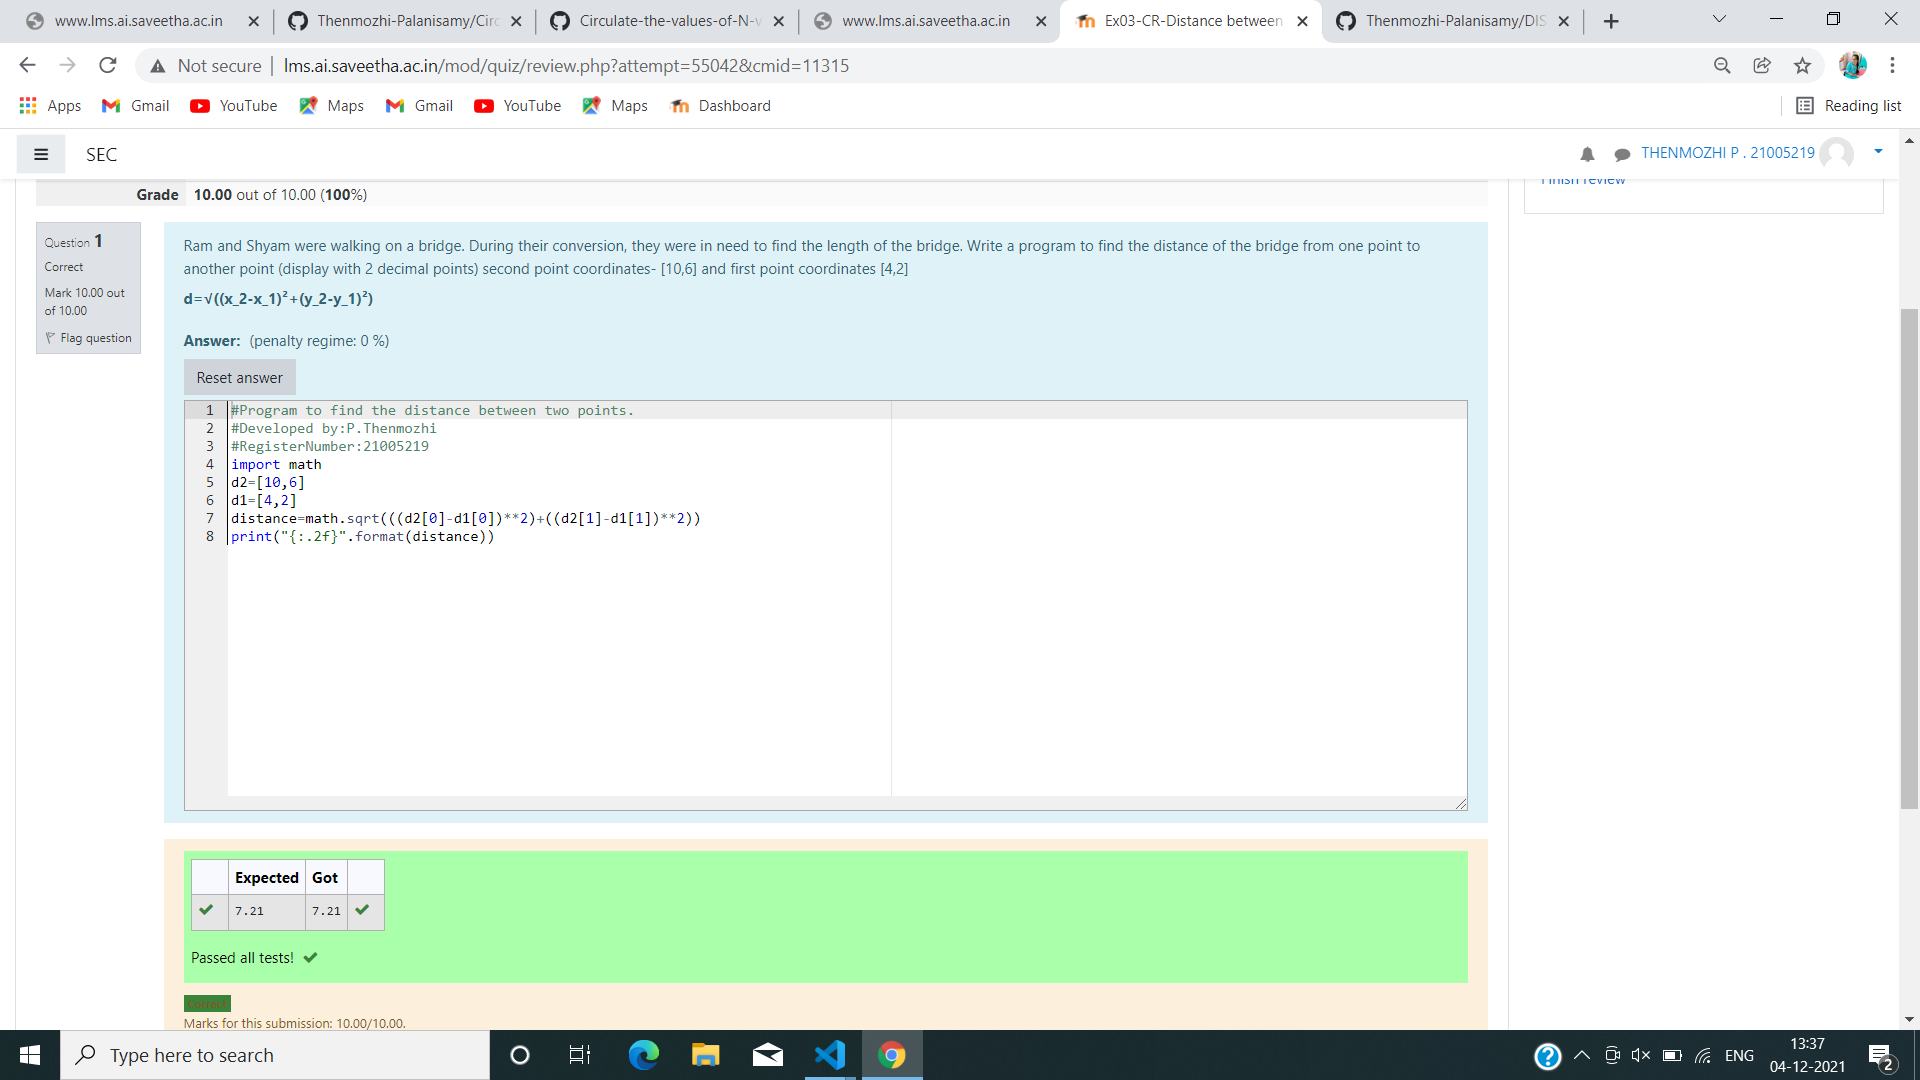 www.lms.ai.saveetha.ac.in
Thenmozhi-Palanisamy/Circ
Circulate-the-values-of-N-v
www.lms.ai.saveetha.ac.in
Ex03-CR-Distance between
Thenmozhi-Palanisamy/DIS
Not secure
lms.ai.saveetha.ac.in/mod/quiz/review.php?attempt=55042&cmid=11315
Apps
Gmail
YouTube
Maps
Gmail
YouTube
Maps
Dashboard
Reading list
SEC
THENMOZHI P . 21005219
Finish review
Grade 10.00 out of 10.00 (100%)
Question 1
Correct
Mark 10.00 out
of 10.00
Flag question
Ram and Shyam were walking on a bridge. During their conversion, they were in need to find the length of the bridge. Write a program to find the distance of the bridge from one point to
another point (display with 2 decimal points) second point coordinates- [10,6] and first point coordinates [4,2]
d=√((x_2-x_1)²+(y_2-y_1)²)
Answer: (penalty regime: 0 %)
Reset answer
1 #Program to find the distance between two points.
2 #Developed by:P.Thenmozhi
3 #RegisterNumber:21005219
4 import math
5 d2=[10,6]
6 d1=[4,2]
7 distance=math.sqrt(((d2[0]-d1[0])**2)+((d2[1]-d1[1])**2))
8 print("{:.2f}".format(distance))
Expected Got
7.21 7.21
Passed all tests!
Correct
Marks for this submission: 10.00/10.00.
Type here to search
ENG
13:37
04-12-2021
2